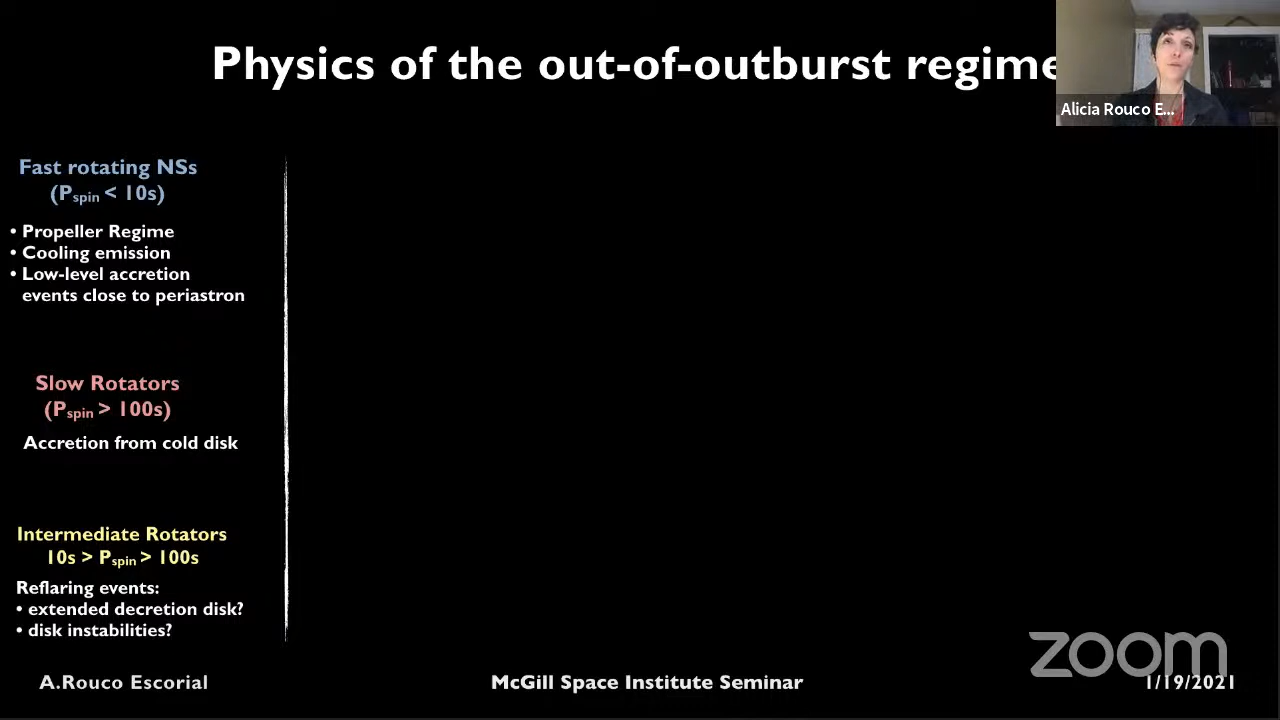 Physics of the out-of-outburst regime
Alicia Rouco E...
Fast rotating NSs
(Pspin < 10s)
• Propeller Regime
• Cooling emission
• Low-level accretion
events close to periastron
Slow Rotators
(Pspin > 100s)
Accretion from cold disk
Intermediate Rotators
10s > Pspin > 100s
Reflaring events:
• extended decretion disk?
• disk instabilities?
zoom
A.Rouco Escorial
McGill Space Institute Seminar
1/19/2021